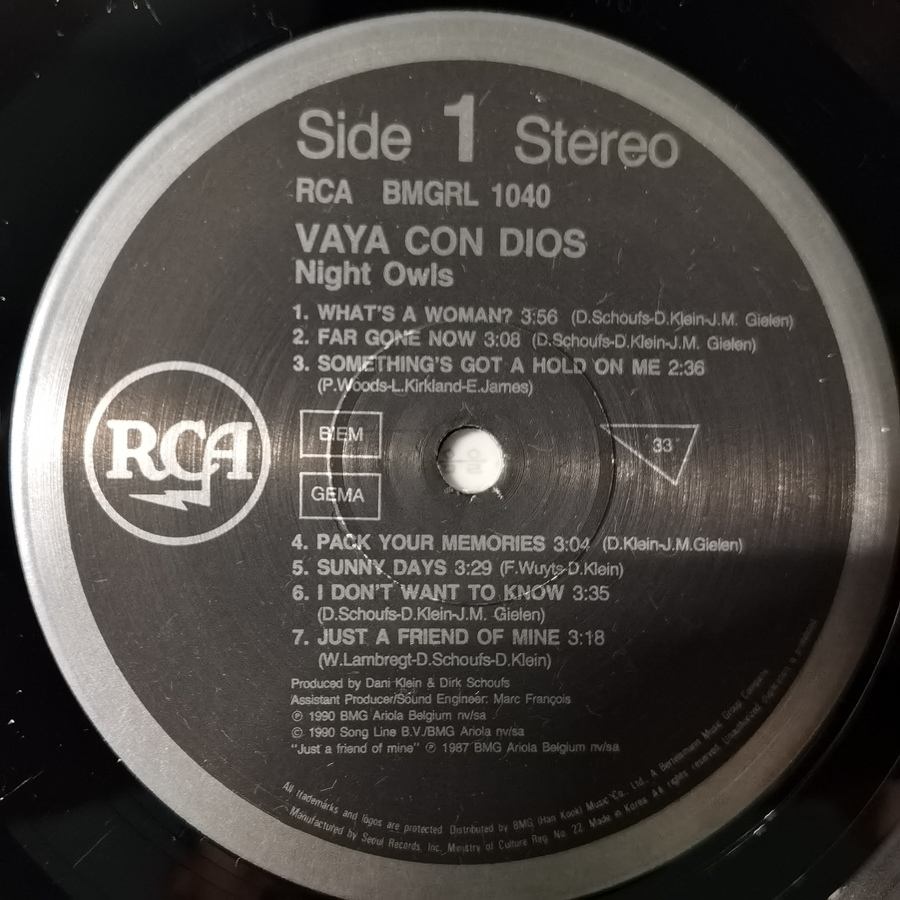 Side 1 Stereo
RCA BMGRL 1040
VAYA CON DIOS
Night Owls
1. WHAT'S A WOMAN? 3:56 (D.Schoufs-D.Klein-J.M. Gielen)
2. FAR GONE NOW 3:08 (D.Schoufs-D.Klein-J.M. Gielen)
3. SOMETHING'S GOT A HOLD ON ME 2:36
(P.Woods-L.Kirkland-E.James)
RCA
BIEM
33
GEMA
4. PACK YOUR MEMORIES 3:04 (D.Klein-J.M.Gielen)
5. SUNNY DAYS 3:29 (F.Wuyts-D.Klein)
6. I DON'T WANT TO KNOW 3:35
(D.Schoufs-D.Klein-J.M. Gielen)
7. JUST A FRIEND OF MINE 3:18
(W.Lambregt-D.Schoufs-D.Klein)
Produced by Dani Klein & Dirk Schoufs
Assistant Producer/Sound Engineer: Marc François
℗ 1990 BMG Ariola Belgium nv/sa
© 1990 Song Line B.V./BMG Ariola nv/sa
"Just a friend of mine" ℗ 1987 BMG Ariola Belgium nv/sa
All trademarks and logos are protected. Distributed by BMG (Han Kook) Music Co., Ltd. A Bertelsmann Music Group Company.
Manufactured by Seoul Records, Inc. Ministry of Culture Reg. No. 22. Made in Korea. All rights reserved. Unauthorized duplication is prohibited